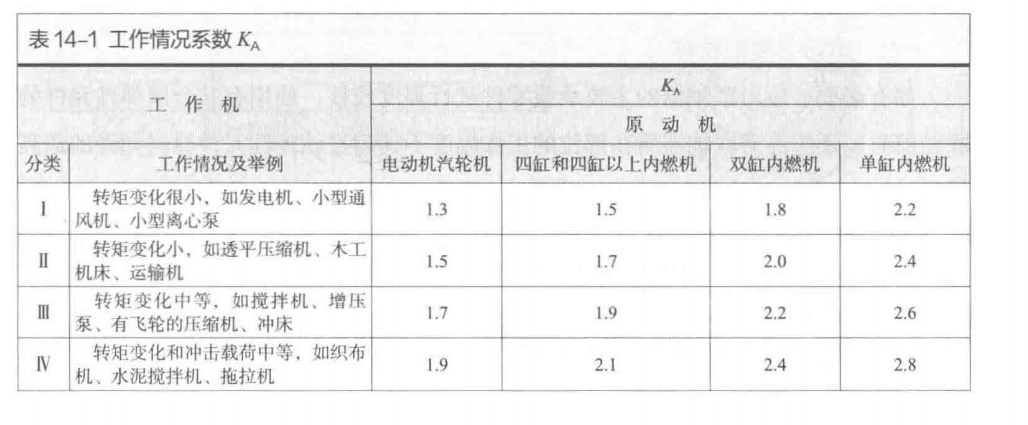 表 14-1 工作情况系数 KA
工 作 机
KA
原 动 机
分类 工作情况及举例 电动机汽轮机 四缸和四缸以上内燃机 双缸内燃机 单缸内燃机
Ⅰ 转矩变化很小，如发电机、小型通
风机、小型离心泵 1.3 1.5 1.8 2.2
Ⅱ 转矩变化小，如透平压缩机、木工
机床、运输机 1.5 1.7 2.0 2.4
Ⅲ 转矩变化中等，如搅拌机、增压
泵、有飞轮的压缩机、冲床 1.7 1.9 2.2 2.6
Ⅳ 转矩变化和冲击载荷中等，如织布
机、水泥搅拌机、拖拉机 1.9 2.1 2.4 2.8